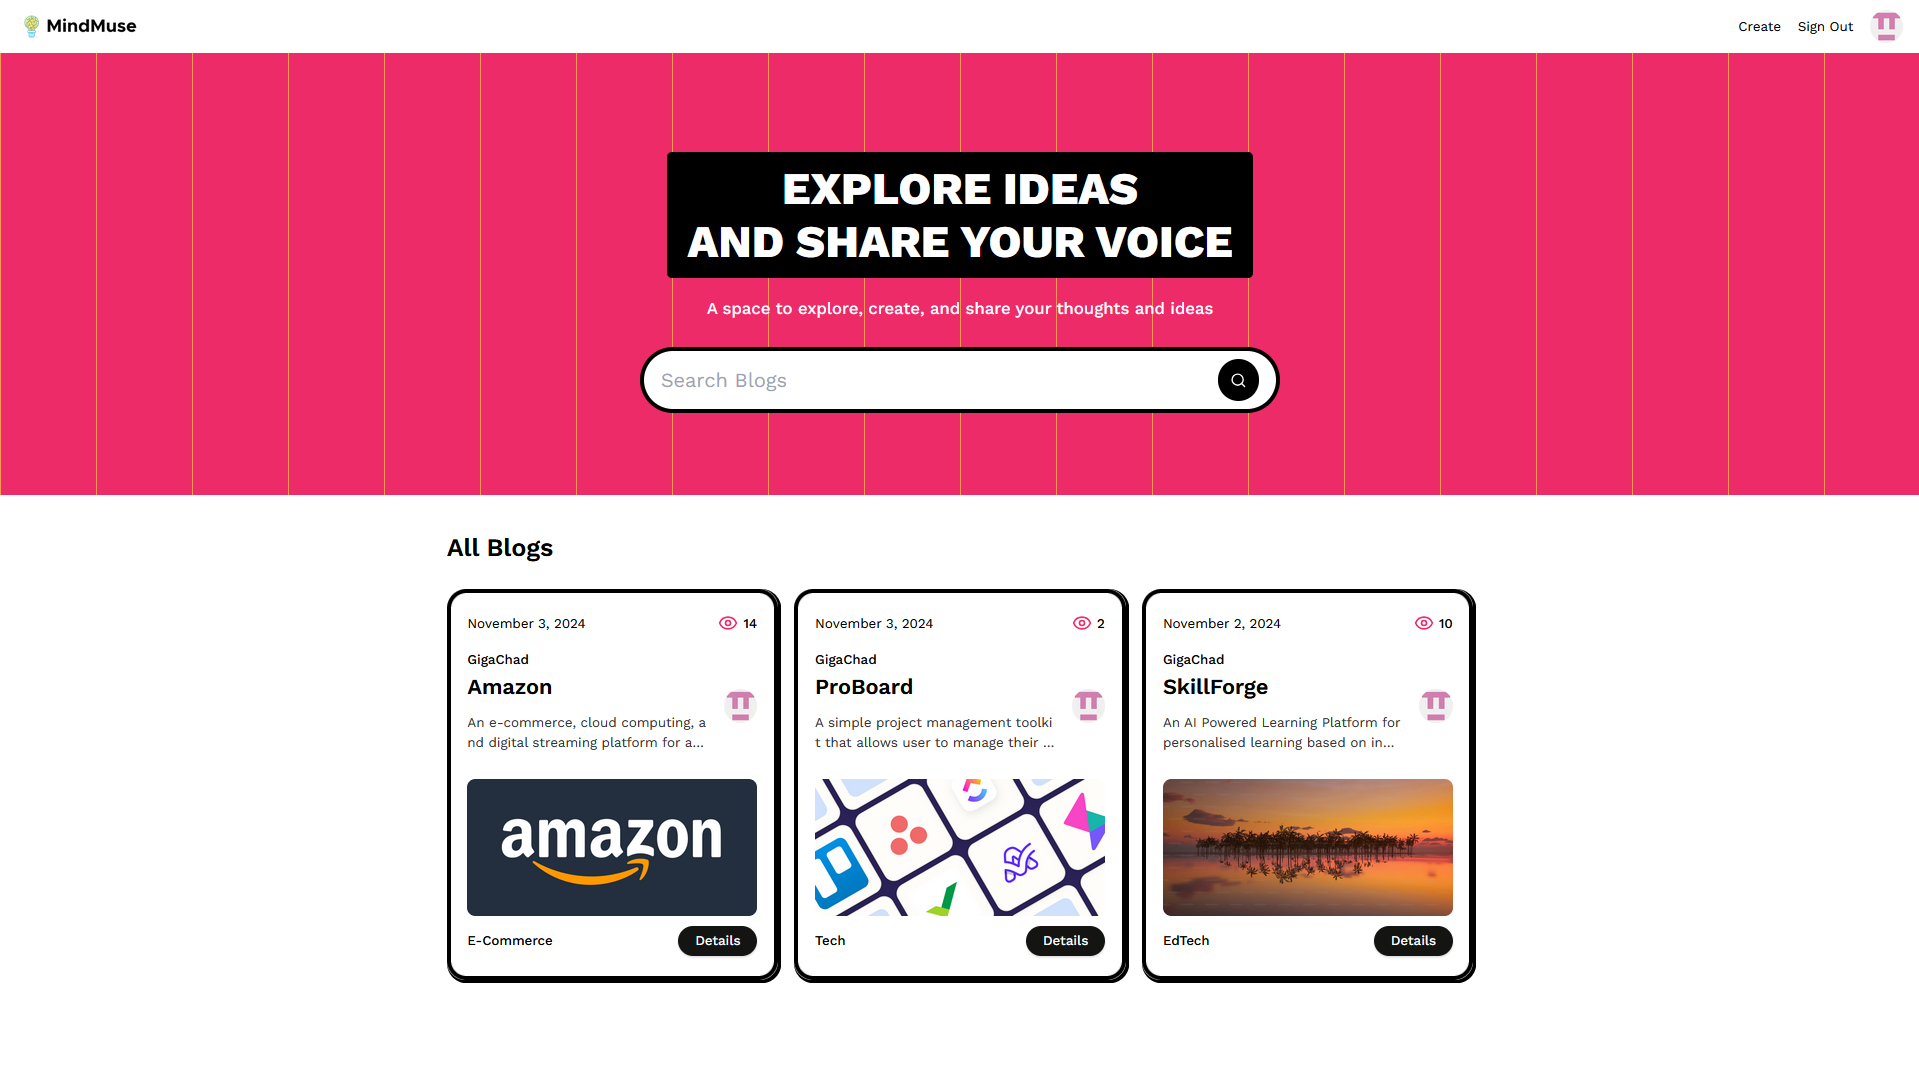 MindMuse
Create
Sign Out
EXPLORE IDEAS
AND SHARE YOUR VOICE
A space to explore, create, and share your thoughts and ideas
Search Blogs
All Blogs
November 3, 2024
14
GigaChad
Amazon
An e-commerce, cloud computing, a
nd digital streaming platform for a...
amazon
E-Commerce
Details
November 3, 2024
2
GigaChad
ProBoard
A simple project management toolki
t that allows user to manage their ...
Tech
Details
November 2, 2024
10
GigaChad
SkillForge
An AI Powered Learning Platform for
personalised learning based on in...
EdTech
Details